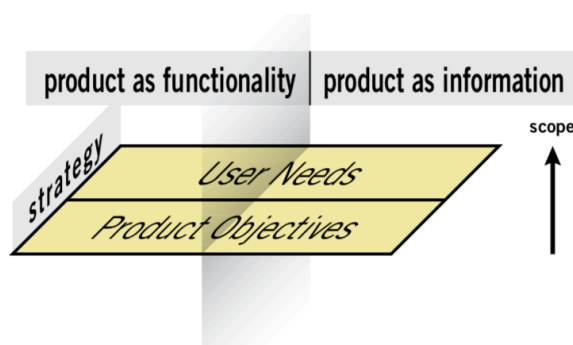 product as functionality
product as information
scope
strategy
User Needs
Product Objectives